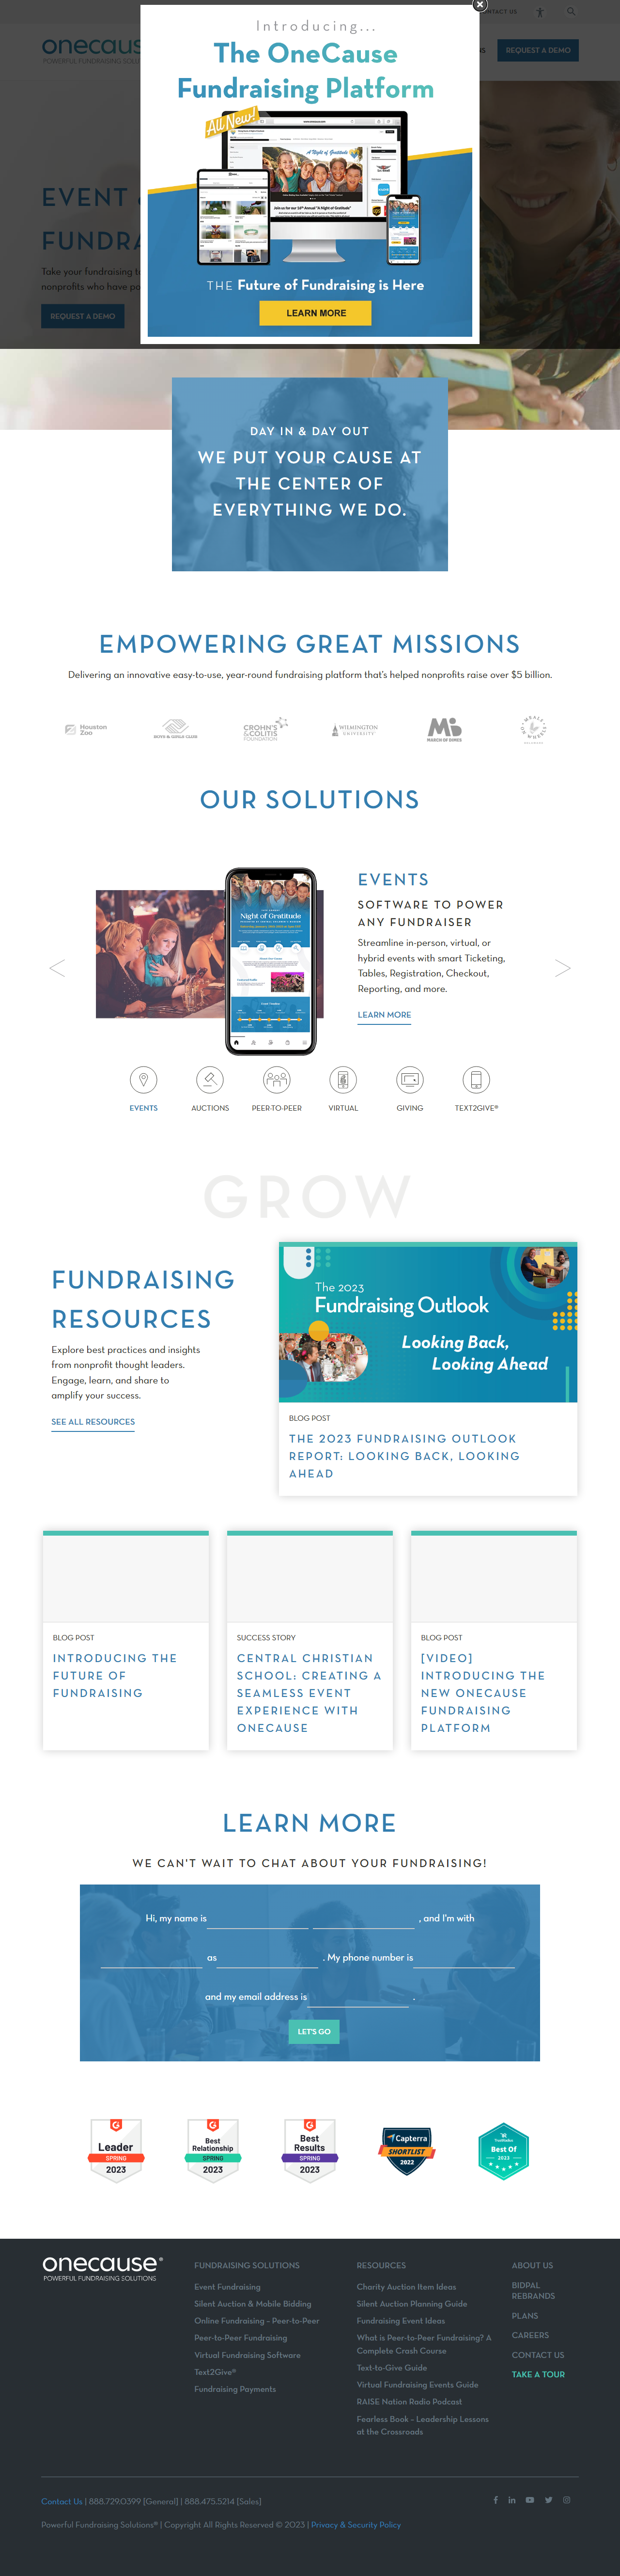 CONTACT US
onecause
POWERFUL FUNDRAISING
REQUEST A DEMO
Introducing...
The OneCause
Fundraising Platform
All New!
THE Future of Fundraising is Here
LEARN MORE
EVENT
FUNDRA
Take your fundraising t
nonprofits who have po
REQUEST A DEMO
DAY IN & DAY OUT
WE PUT YOUR CAUSE AT
THE CENTER OF
EVERYTHING WE DO.
EMPOWERING GREAT MISSIONS
Delivering an innovative easy-to-use, year-round fundraising platform that's helped nonprofits raise over $5 billion.
Houston
Zoo
BOYS & GIRLS CLUBS
CROHN'S
& COLITIS
FOUNDATION
WILMINGTON
UNIVERSITY
MARCH OF DIMES
MEALS ON WHEELS
OUR SOLUTIONS
Night of Gratitude
EVENTS
SOFTWARE TO POWER
ANY FUNDRAISER
Streamline in-person, virtual, or
hybrid events with smart Ticketing,
Tables, Registration, Checkout,
Reporting, and more.
LEARN MORE
EVENTS
AUCTIONS
PEER-TO-PEER
VIRTUAL
GIVING
TEXT2GIVE®
GROW
FUNDRAISING
RESOURCES
Explore best practices and insights
from nonprofit thought leaders.
Engage, learn, and share to
amplify your success.
SEE ALL RESOURCES
The 2023
Fundraising Outlook
Looking Back,
Looking Ahead
BLOG POST
THE 2023 FUNDRAISING OUTLOOK
REPORT: LOOKING BACK, LOOKING
AHEAD
BLOG POST
INTRODUCING THE
FUTURE OF
FUNDRAISING
SUCCESS STORY
CENTRAL CHRISTIAN
SCHOOL: CREATING A
SEAMLESS EVENT
EXPERIENCE WITH
ONECAUSE
BLOG POST
[VIDEO]
INTRODUCING THE
NEW ONECAUSE
FUNDRAISING
PLATFORM
LEARN MORE
WE CAN'T WAIT TO CHAT ABOUT YOUR FUNDRAISING!
Hi, my name is , and I'm with
as . My phone number is
and my email address is .
LET'S GO
Leader
SPRING
2023
Best
Relationship
SPRING
2023
Best
Results
SPRING
2023
Capterra
SHORTLIST
2022
TrustRadius
Best Of
2023
onecause®
POWERFUL FUNDRAISING SOLUTIONS
FUNDRAISING SOLUTIONS
Event Fundraising
Silent Auction & Mobile Bidding
Online Fundraising – Peer-to-Peer
Peer-to-Peer Fundraising
Virtual Fundraising Software
Text2Give®
Fundraising Payments
RESOURCES
Charity Auction Item Ideas
Silent Auction Planning Guide
Fundraising Event Ideas
What is Peer-to-Peer Fundraising? A
Complete Crash Course
Text-to-Give Guide
Virtual Fundraising Events Guide
RAISE Nation Radio Podcast
Fearless Book – Leadership Lessons
at the Crossroads
ABOUT US
BIDPAL
REBRANDS
PLANS
CAREERS
CONTACT US
TAKE A TOUR
Contact Us | 888.729.0399 [General] | 888.475.5214 [Sales]
Powerful Fundraising Solutions® | Copyright All Rights Reserved © 2023 | Privacy & Security Policy